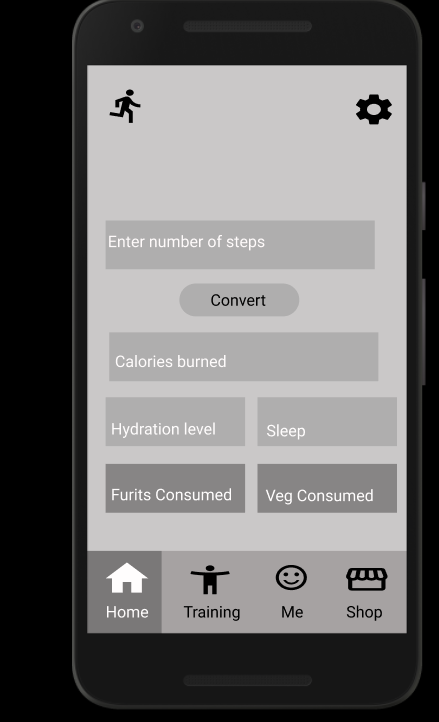 Enter number of steps
Convert
Calories burned
Hydration level
Sleep
Furits Consumed
Veg Consumed
Home
Training
Me
Shop